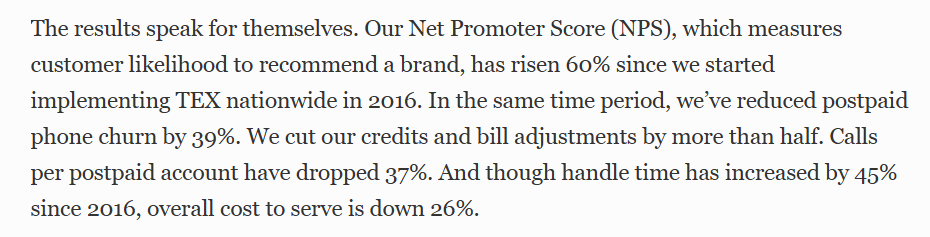 The results speak for themselves. Our Net Promoter Score (NPS), which measures
customer likelihood to recommend a brand, has risen 60% since we started
implementing TEX nationwide in 2016. In the same time period, we’ve reduced postpaid
phone churn by 39%. We cut our credits and bill adjustments by more than half. Calls
per postpaid account have dropped 37%. And though handle time has increased by 45%
since 2016, overall cost to serve is down 26%.